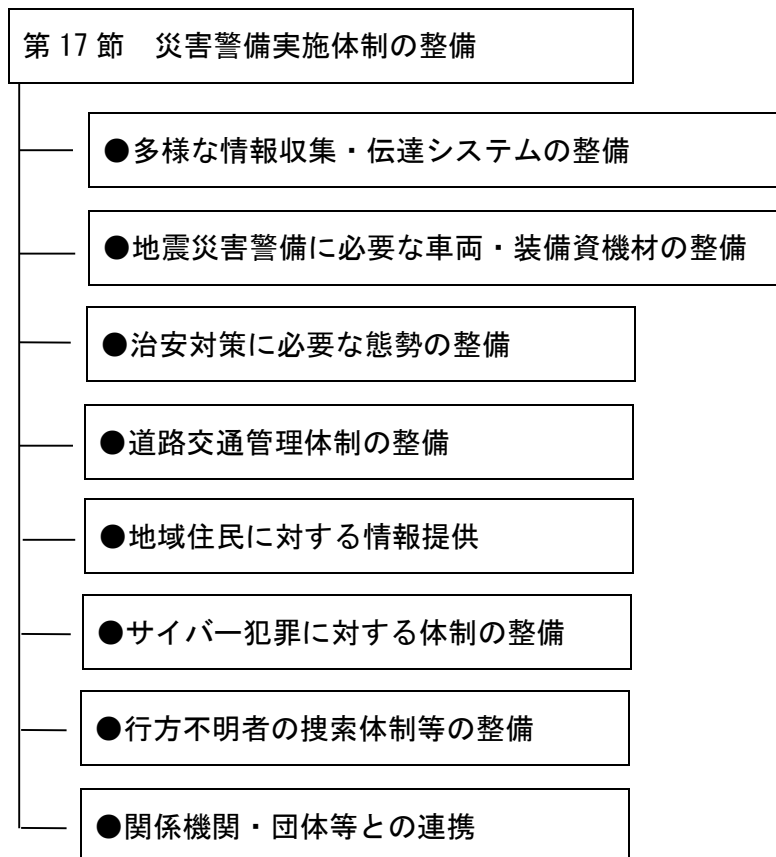 第 17 節　災害警備実施体制の整備
●多様な情報収集・伝達システムの整備
●地震災害警備に必要な車両・装備資機材の整備
●治安対策に必要な態勢の整備
●道路交通管理体制の整備
●地域住民に対する情報提供
●サイバー犯罪に対する体制の整備
●行方不明者の捜索体制等の整備
●関係機関・団体等との連携